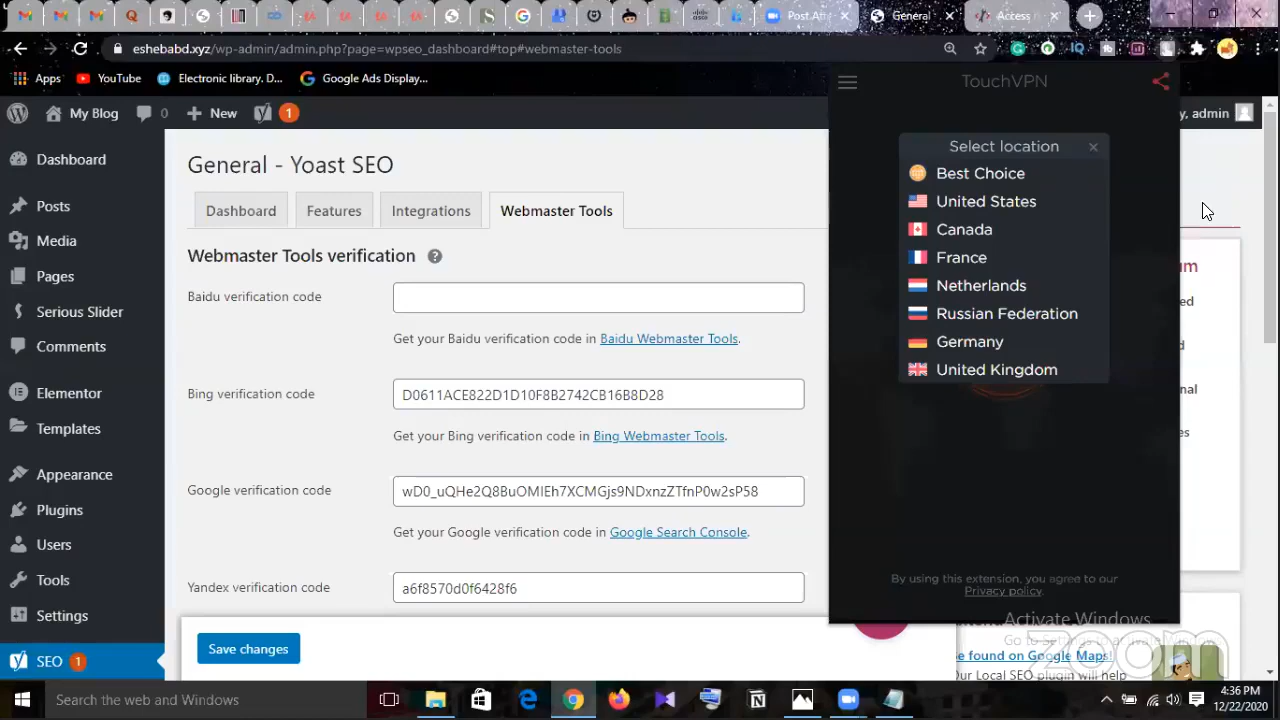 Post Att
General
Access
eshebabd.xyz/wp-admin/admin.php?page=wpseo_dashboard#top#webmaster-tools
Apps
YouTube
Electronic library. D...
Google Ads Display...
My Blog
0
New
1
y, admin
Dashboard
Posts
Media
Pages
Serious Slider
Comments
Elementor
Templates
Appearance
Plugins
Users
Tools
Settings
SEO 1
General - Yoast SEO
Dashboard
Features
Integrations
Webmaster Tools
Webmaster Tools verification
Baidu verification code
Get your Baidu verification code in Baidu Webmaster Tools.
Bing verification code
D0611ACE822D1D10F8B2742CB16B8D28
Get your Bing verification code in Bing Webmaster Tools.
Google verification code
wD0_uQHe2Q8BuOMIEh7XCMGjs9NDxnzZTfnP0w2sP58
Get your Google verification code in Google Search Console.
Yandex verification code
a6f8570d0f6428f6
Save changes
TouchVPN
Select location
Best Choice
United States
Canada
France
Netherlands
Russian Federation
Germany
United Kingdom
By using this extension, you agree to our
Privacy policy.
Activate Windows
zoom
be found on Google Maps!
Our Local SEO plugin will help
Search the web and Windows
4:36 PM
12/22/2020